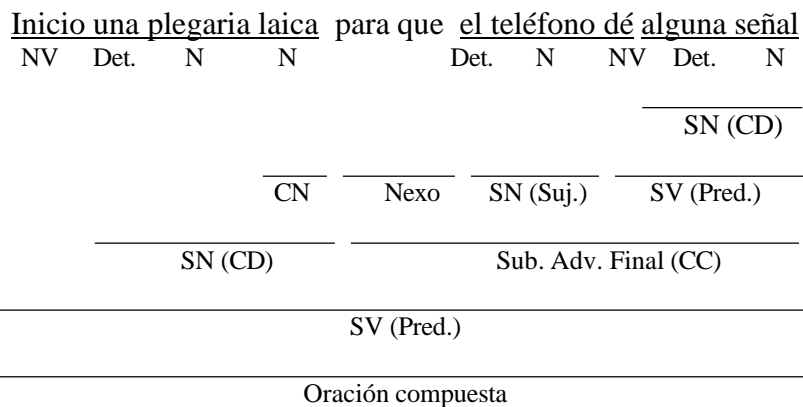 Inicio una plegaria laica para que el teléfono dé alguna señal
NV Det. N N Det. N NV Det. N
SN (CD)
CN Nexo SN (Suj.) SV (Pred.)
SN (CD) Sub. Adv. Final (CC)
SV (Pred.)
Oración compuesta